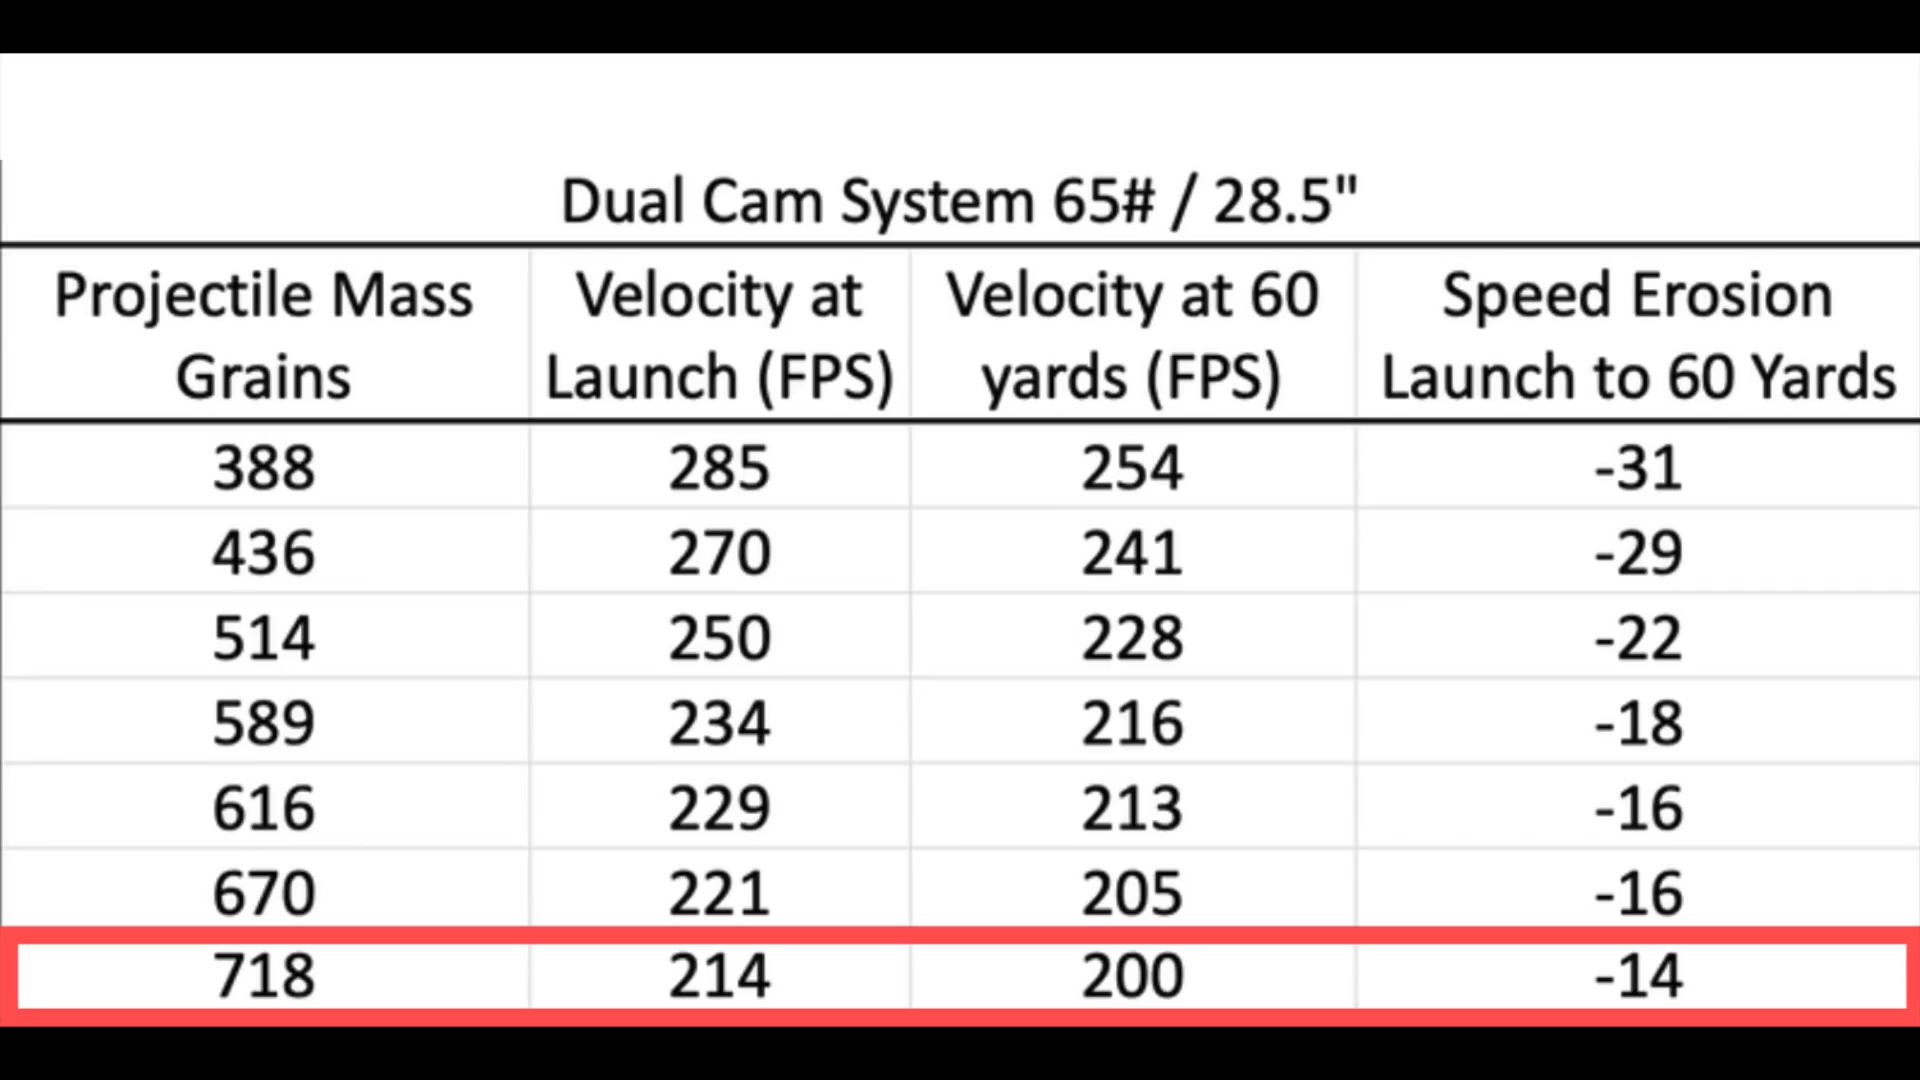 Dual Cam System 65# / 28.5"
Projectile Mass Grains Velocity at Launch (FPS) Velocity at 60 yards (FPS) Speed Erosion Launch to 60 Yards
388 285 254 -31
436 270 241 -29
514 250 228 -22
589 234 216 -18
616 229 213 -16
670 221 205 -16
718 214 200 -14